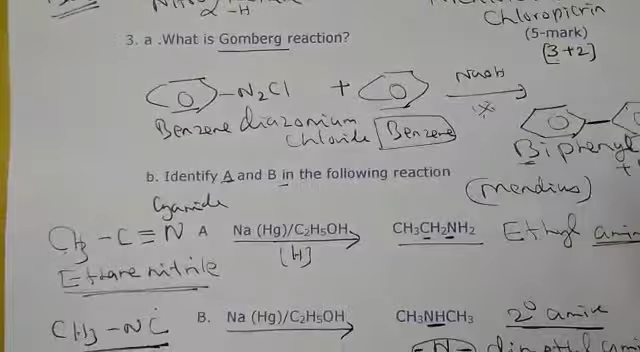 α -H
Chloropicrin
(5-mark)
[3+2]
3. a .What is Gomberg reaction?
N₂Cl + NaOH
Benzene diazonium
Chloride Benzene
Biphenyl
+
b. Identify A and B in the following reaction
(mendius)
Cyanide
CH3-C≡N A Na (Hg)/C2H5OH CH3CH2NH2 Ethyl amin
[H]
Ethane nitrile
CH3-NC B. Na (Hg)/C2H5OH CH3NHCH3 2° amine
-N-